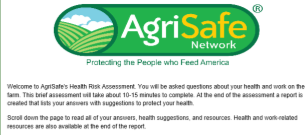 AgriSafe®
Network
Protecting the People who Feed America
Welcome to AgriSafe's Health Risk Assessment. You will be asked questions about your health and work on the
farm. This brief assessment will take about 10-15 minutes to complete. At the end of the assessment a report is
created that lists your answers with suggestions to protect your health.
Scroll down the page to read all of your answers, health suggestions, and resources. Health and work-related
resources are also available at the end of the report.